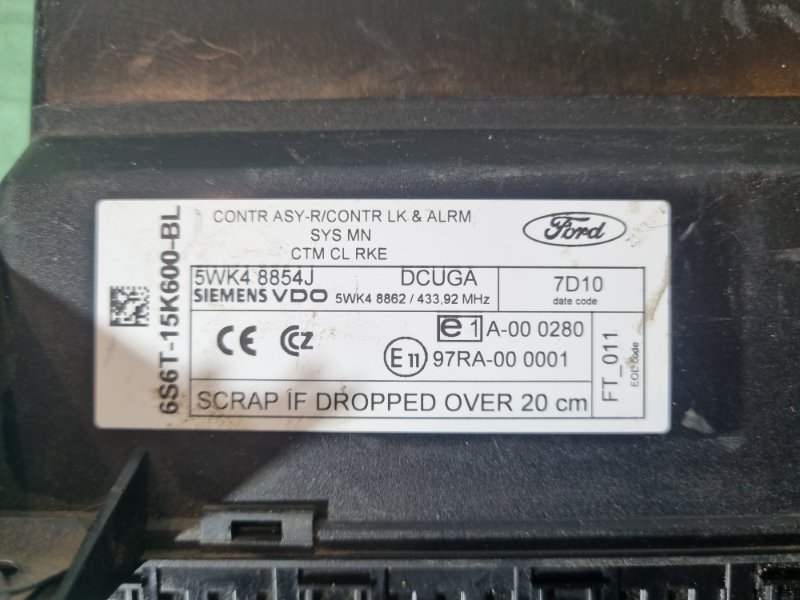 6S6T-15K600-BL
CONTR ASY-R/CONTR LK & ALRM
SYS MN
CTM CL RKE
Ford
5WK4 8854J DCUGA
SIEMENS VDO 5WK4 8862 / 433,92 MHz
7D10
date code
CE CCZ
e1 A-00 0280
E11 97RA-00 0001
FT_011
EOL code
SCRAP ÍF DROPPED OVER 20 cm